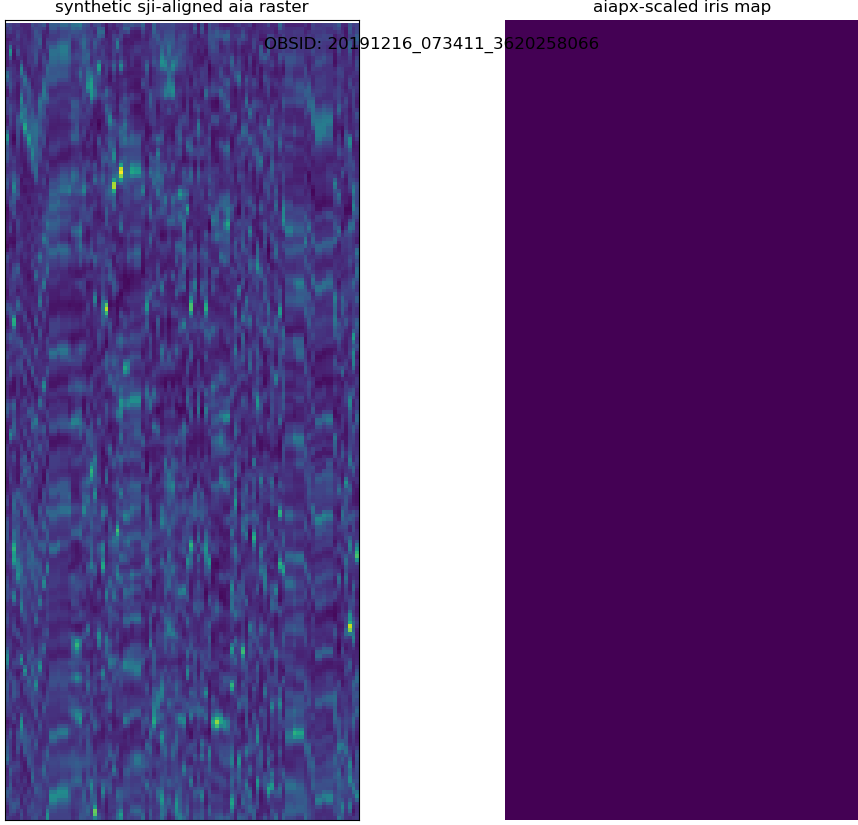 synthetic sji-aligned aia raster
aiapx-scaled iris map
OBSID: 20191216_073411_3620258066